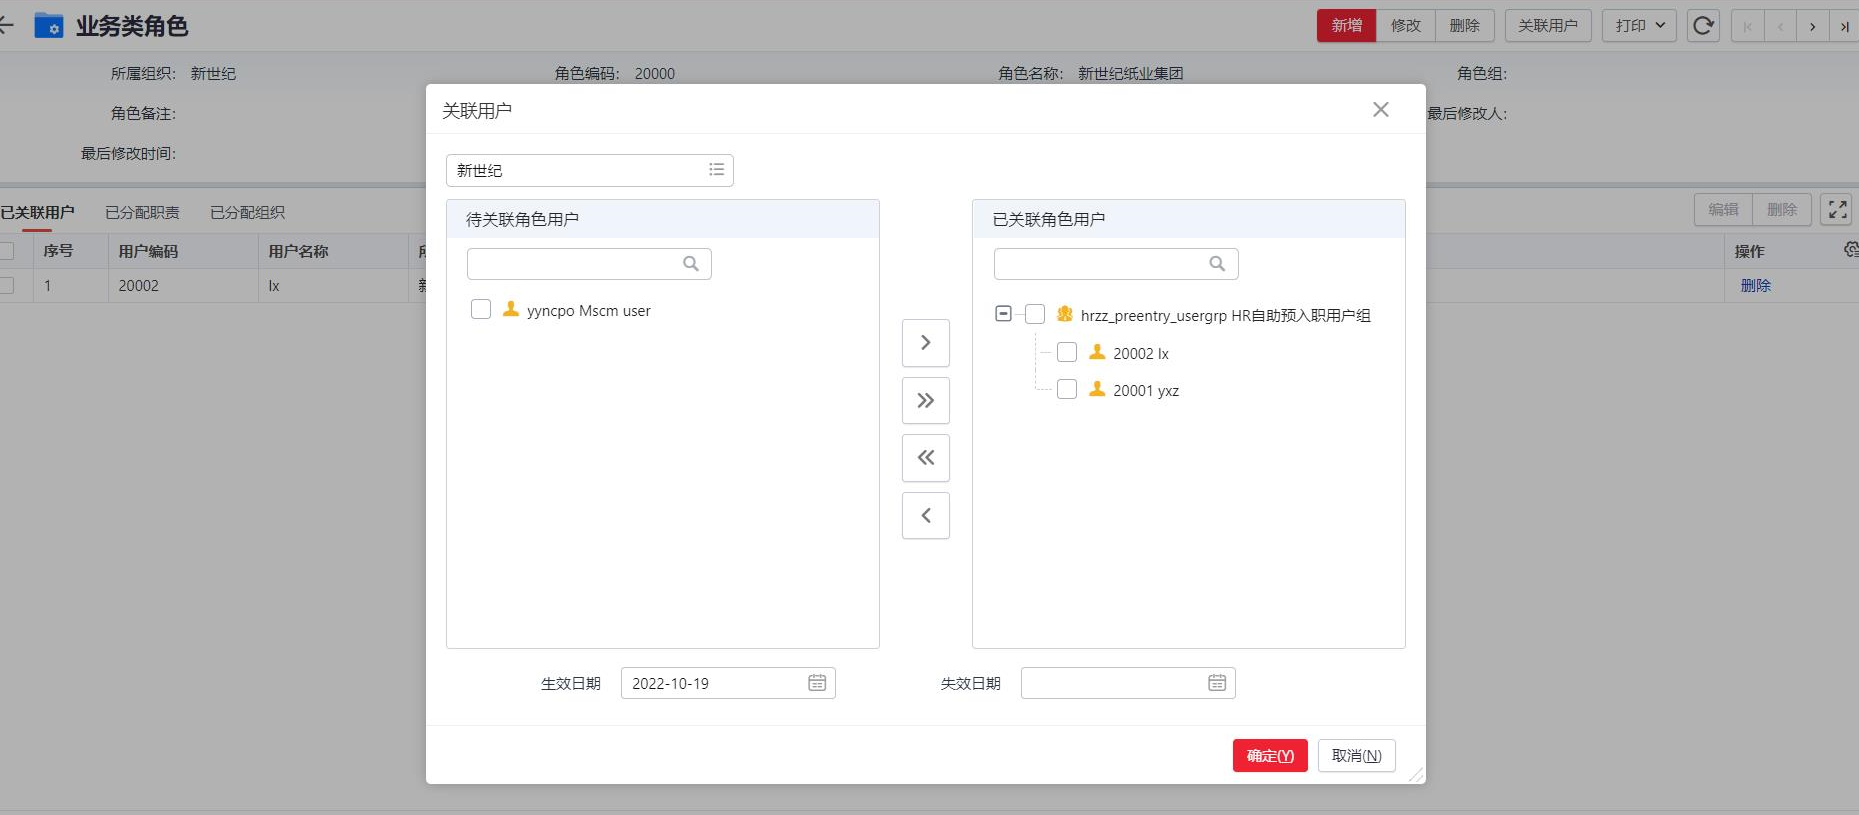 业务类角色
新增 修改 删除 关联用户 打印
所属组织: 新世纪 角色编码: 20000 角色名称: 新世纪纸业集团 角色组:
角色备注: 最后修改人:
最后修改时间:
已关联用户 已分配职责 已分配组织 编辑 删除
序号 用户编码 用户名称 操作
1 20002 lx 删除
关联用户
新世纪
待关联角色用户
yyncpo Mscm user
已关联角色用户
hrzz_preentry_usergrp HR自助预入职用户组
20002 lx
20001 yxz
生效日期 2022-10-19 失效日期
确定(Y) 取消(N)